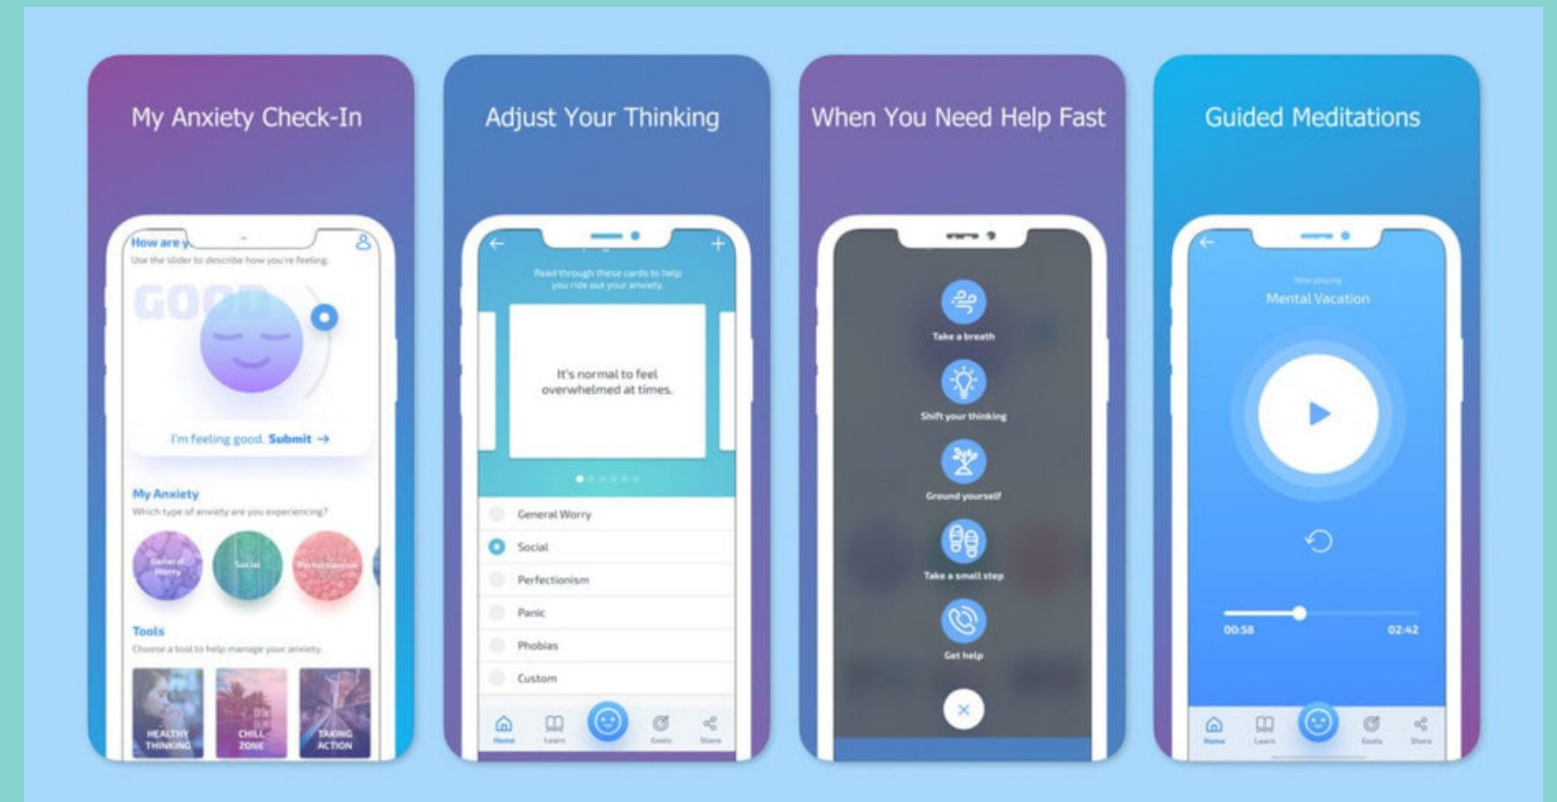 My Anxiety Check-In
How are y
Use the slider to describe how you're feeling.
GOOD
I'm feeling good. Submit →
My Anxiety
Which type of anxiety are you experiencing?
General
Worry
Social
Perfectionism
Tools
Choose a tool to help manage your anxiety.
HEALTHY
THINKING
CHILL
ZONE
TAKING
ACTION
Adjust Your Thinking
Read through these cards to help
you ride out your anxiety.
It's normal to feel
overwhelmed at times.
General Worry
Social
Perfectionism
Panic
Phobias
Custom
Home
Learn
Goals
Share
When You Need Help Fast
Take a breath
Shift your thinking
Ground yourself
Take a small step
Get help
Guided Meditations
Now playing
Mental Vacation
00:58
02:42
Home
Learn
Goals
Share